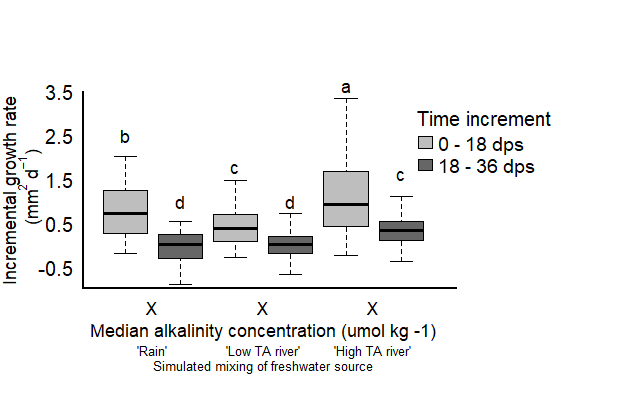 3.5
2.5
1.5
0.5
-0.5
Incremental growth rate
(mm² d⁻¹)
b
d
c
d
a
c
Time increment
0 - 18 dps
18 - 36 dps
X X X
Median alkalinity concentration (umol kg -1)
'Rain' 'Low TA river' 'High TA river'
Simulated mixing of freshwater source